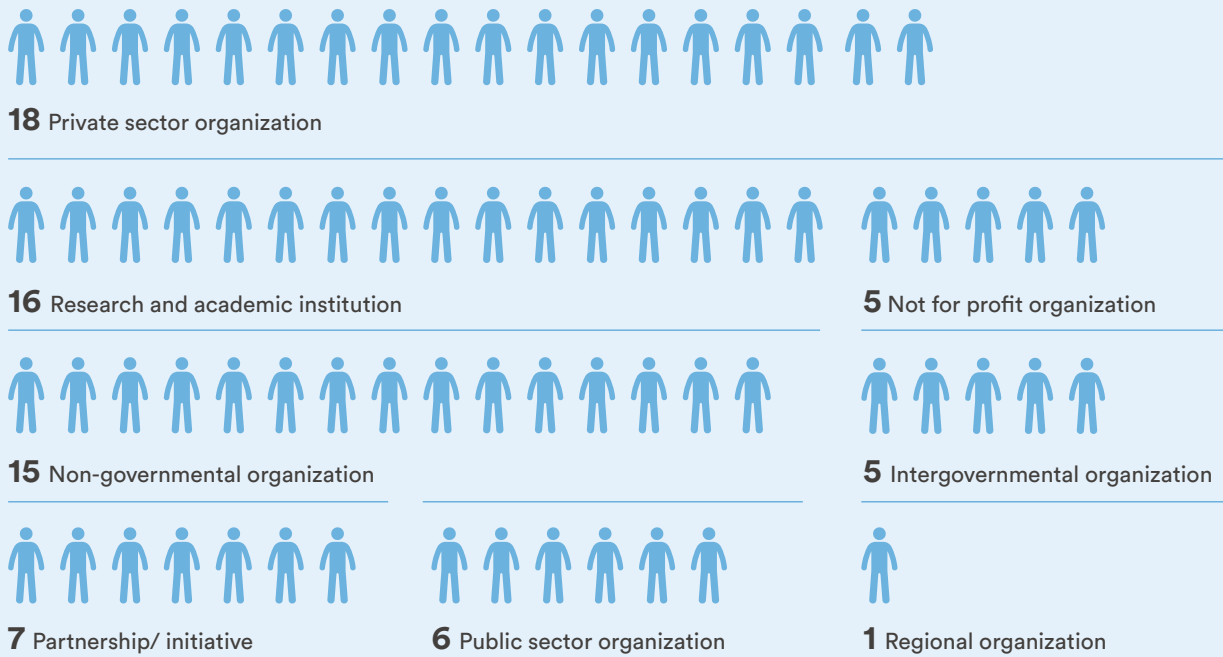 18 Private sector organization
16 Research and academic institution
5 Not for profit organization
15 Non-governmental organization
5 Intergovernmental organization
7 Partnership/ initiative
6 Public sector organization
1 Regional organization